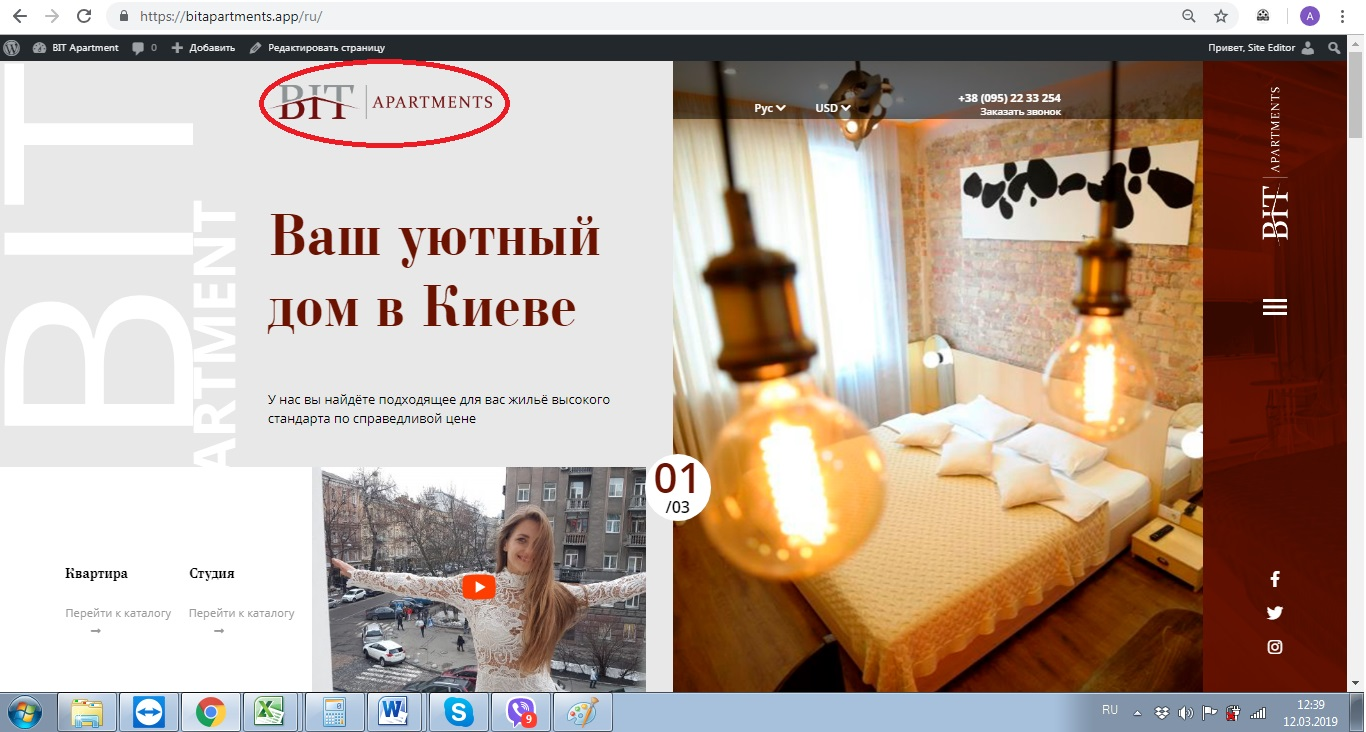 https://bitapartments.app/ru/
A
BIT Apartment
0
Добавить
Редактировать страницу
Привет, Site Editor
BIT
ARTMENT
BIT APARTMENTS
Рус
USD
+38 (095) 22 33 254
Заказать звонок
BIT APARTMENTS
Ваш уютный
дом в Киеве
У нас вы найдёте подходящее для вас жильё высокого
стандарта по справедливой цене
01
/03
Квартира
Перейти к каталогу
Студия
Перейти к каталогу
9
RU
12:39
12.03.2019